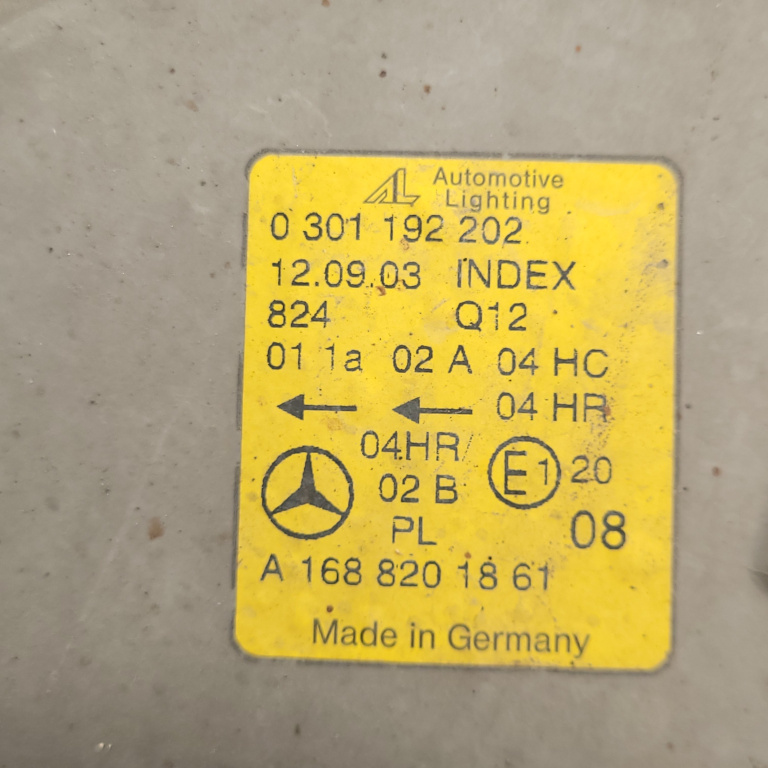 AL Automotive
Lighting
0 301 192 202
12.09.03 INDEX
824 Q12
01 1a 02 A 04 HC
← ← 04 HR
04HR/
02 B E1 20
PL 08
A 168 820 18 61
Made in Germany